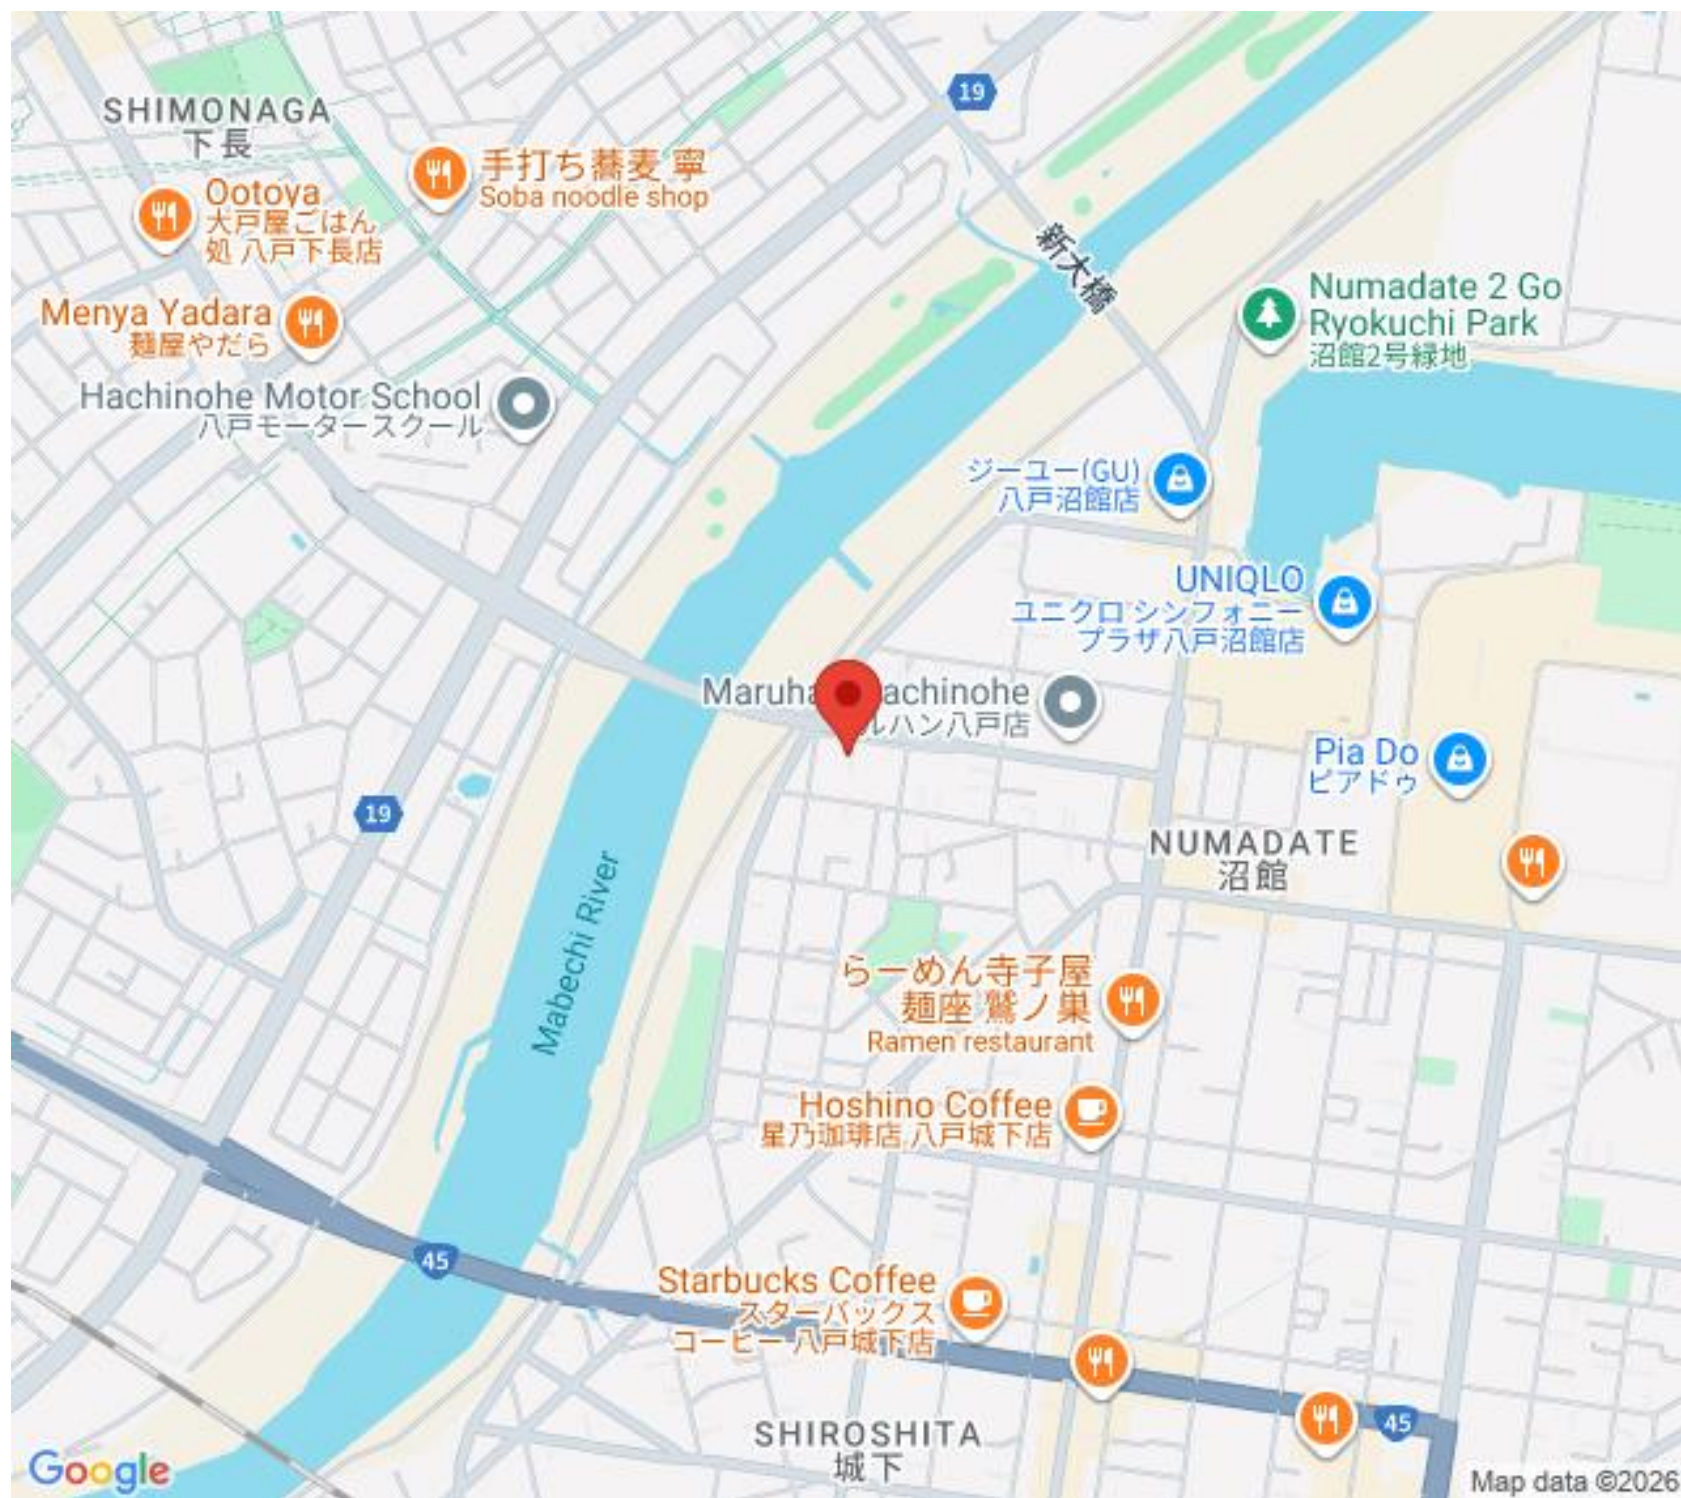 19
SHIMONAGA
下長
手打ち蕎麦 寧
Soba noodle shop
Ootoya
大戸屋ごはん
処 八戸下長店
新大橋
Numadate 2 Go
Ryokuchi Park
沼館2号緑地
Menya Yadara
麺屋やだら
Hachinohe Motor School
八戸モータースクール
ジーユー(GU)
八戸沼館店
UNIQLO
ユニクロ シンフォニー
プラザ八戸沼館店
Maruha achinohe
ルハン八戸店
Pia Do
ピアドゥ
19
NUMADATE
沼館
Mabechi River
らーめん寺子屋
麺座 鷲ノ巣
Ramen restaurant
Hoshino Coffee
星乃珈琲店 八戸城下店
45
Starbucks Coffee
スターバックス
コーヒー 八戸城下店
45
SHIROSHITA
城下
Google
Map data ©2026